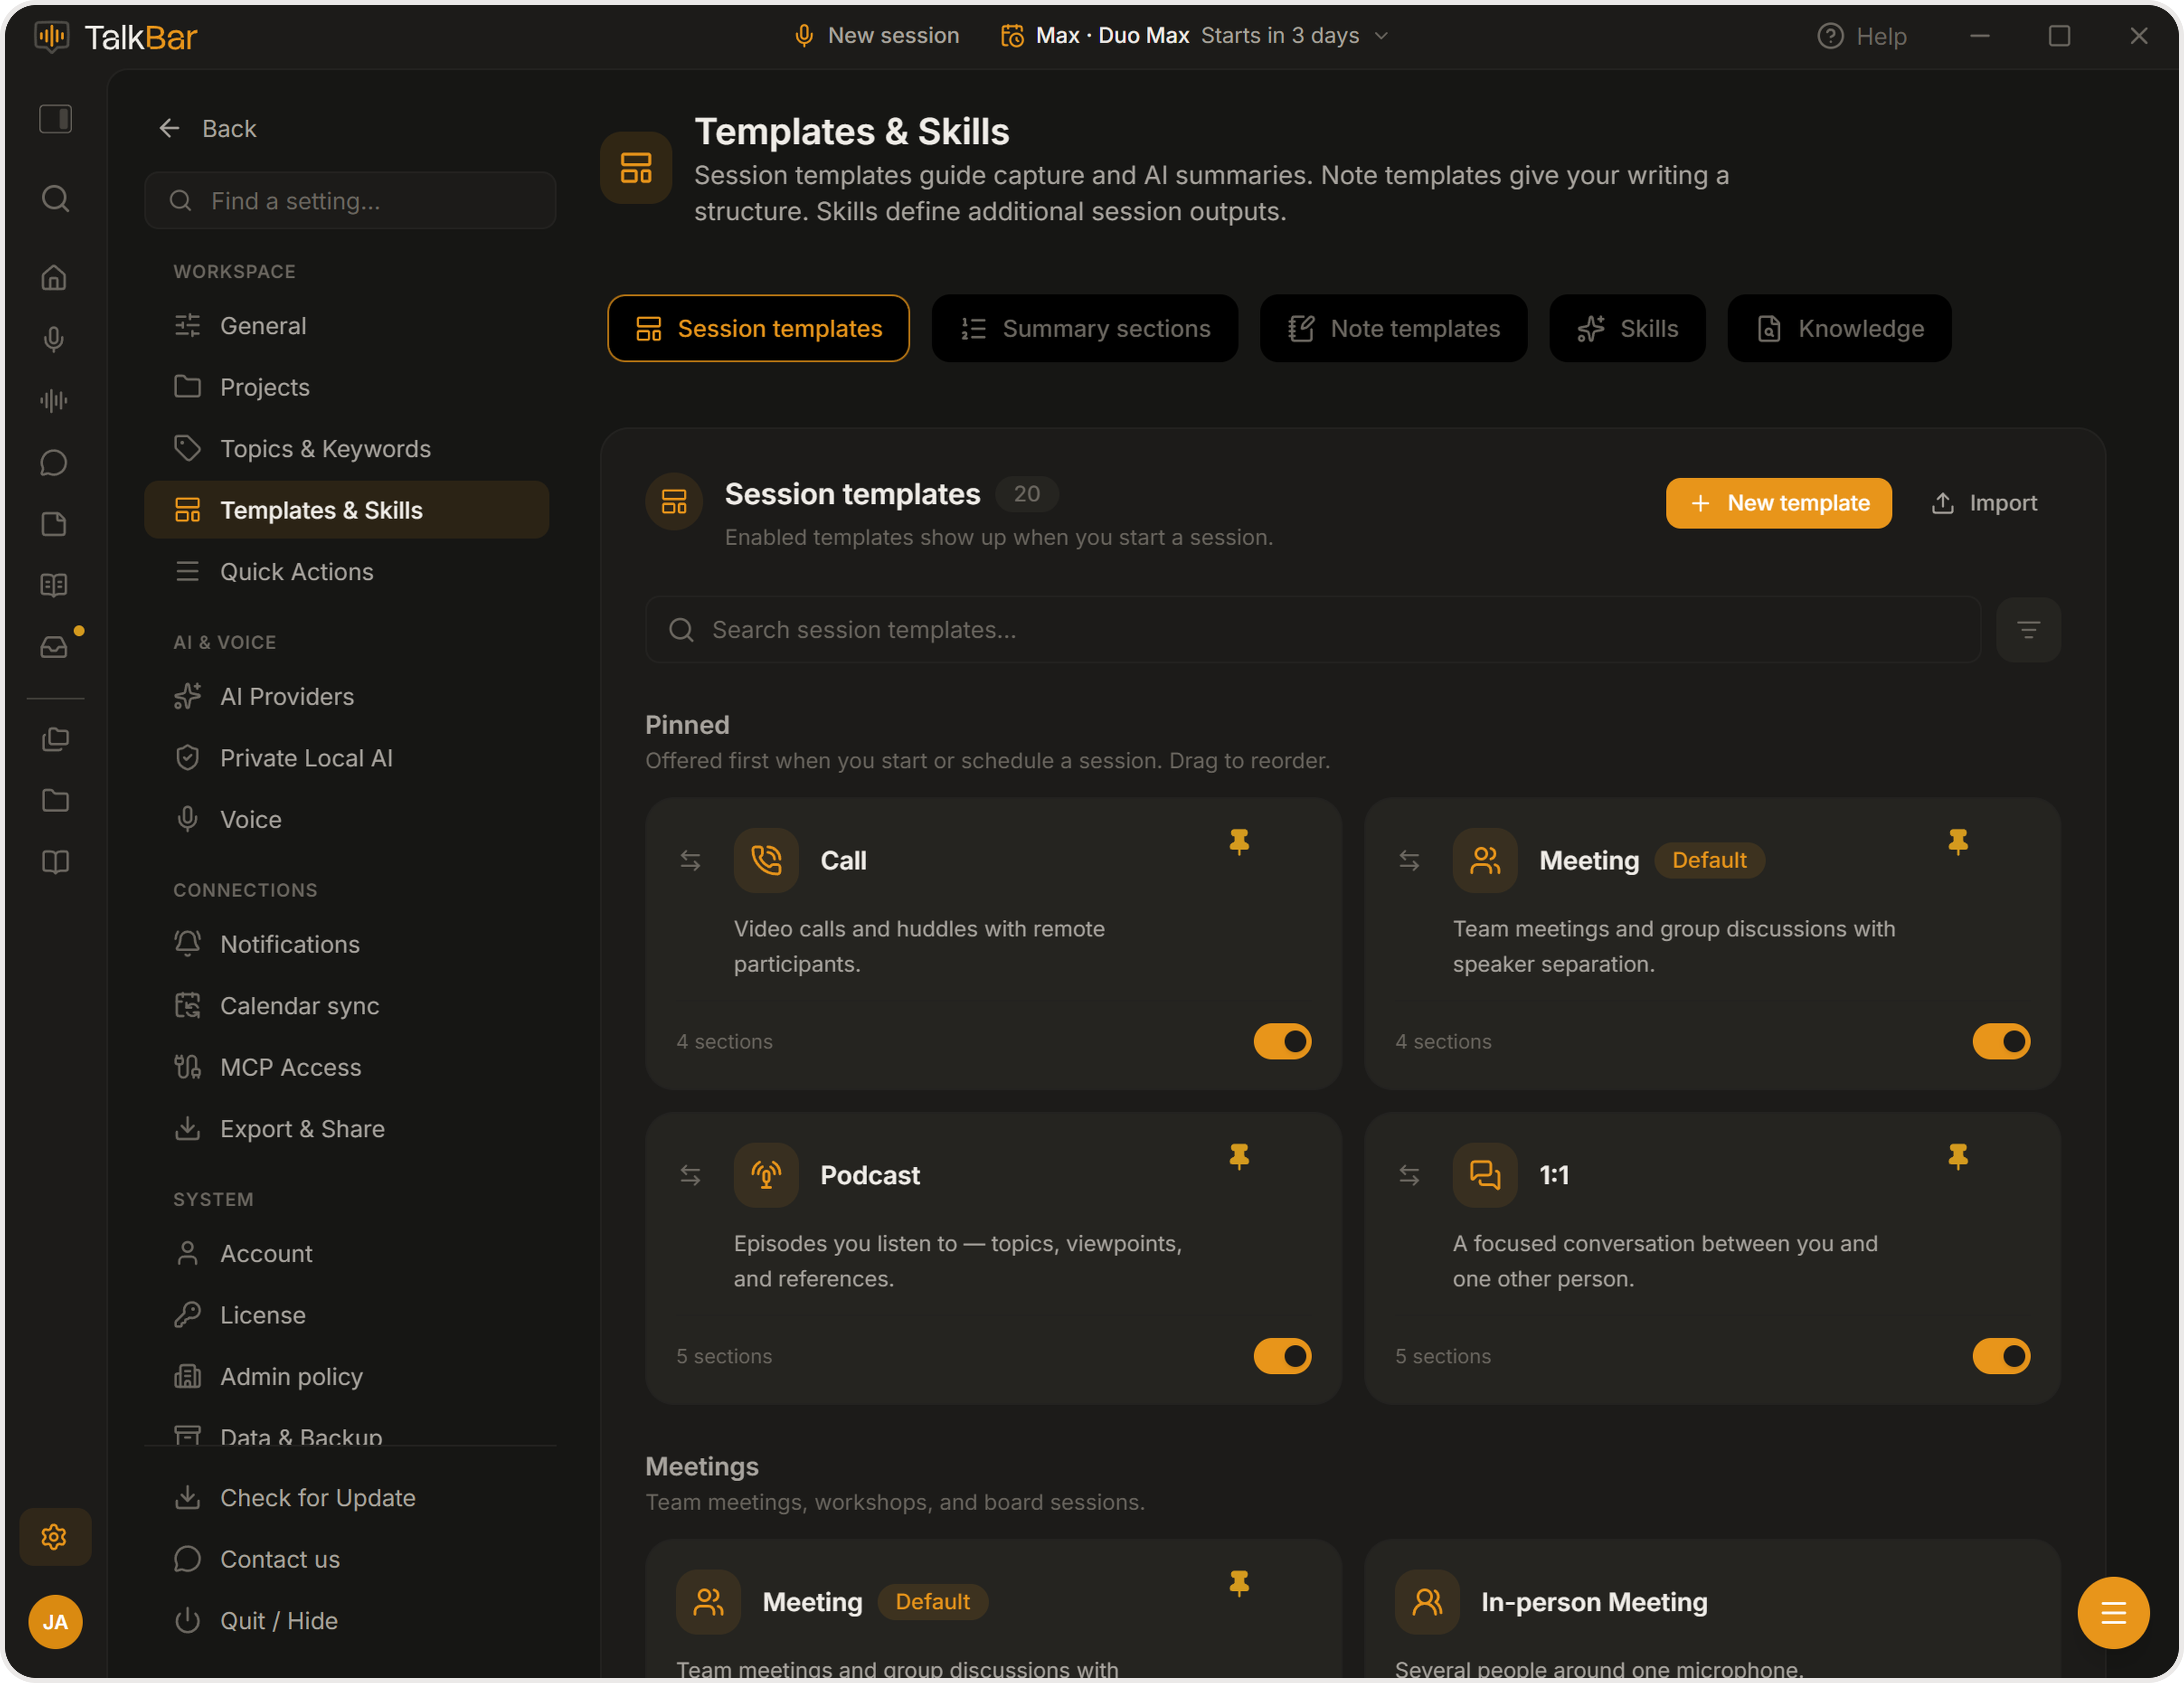 TalkBar
New session
Max · Duo Max Starts in 3 days
Help
Back
Find a setting...
WORKSPACE
General
Projects
Topics & Keywords
Templates & Skills
Quick Actions
AI & VOICE
AI Providers
Private Local AI
Voice
CONNECTIONS
Notifications
Calendar sync
MCP Access
Export & Share
SYSTEM
Account
License
Admin policy
Data & Backup
Check for Update
Contact us
Quit / Hide
JA
Templates & Skills
Session templates guide capture and AI summaries. Note templates give your writing a
structure. Skills define additional session outputs.
Session templates
Summary sections
Note templates
Skills
Knowledge
Session templates 20
Enabled templates show up when you start a session.
New template
Import
Search session templates...
Pinned
Offered first when you start or schedule a session. Drag to reorder.
Call
Video calls and huddles with remote
participants.
4 sections
Meeting Default
Team meetings and group discussions with
speaker separation.
4 sections
Podcast
Episodes you listen to — topics, viewpoints,
and references.
5 sections
1:1
A focused conversation between you and
one other person.
5 sections
Meetings
Team meetings, workshops, and board sessions.
Meeting Default
Team meetings and group discussions with
In-person Meeting
Several people around one microphone.